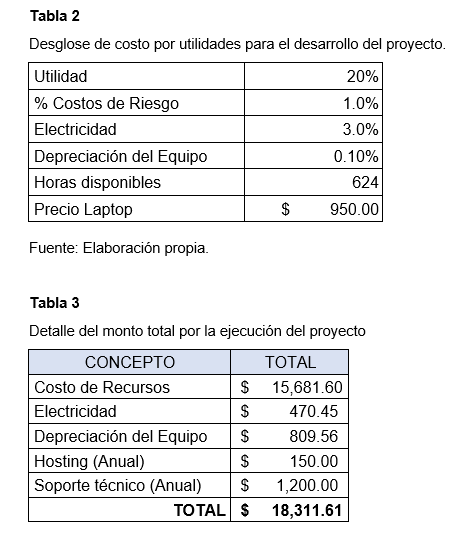 Tabla 2
Desglose de costo por utilidades para el desarrollo del proyecto.
Utilidad 20%
% Costos de Riesgo 1.0%
Electricidad 3.0%
Depreciación del Equipo 0.10%
Horas disponibles 624
Precio Laptop $ 950.00
Fuente: Elaboración propia.
Tabla 3
Detalle del monto total por la ejecución del proyecto
CONCEPTO TOTAL
Costo de Recursos $ 15,681.60
Electricidad $ 470.45
Depreciación del Equipo $ 809.56
Hosting (Anual) $ 150.00
Soporte técnico (Anual) $ 1,200.00
TOTAL $ 18,311.61